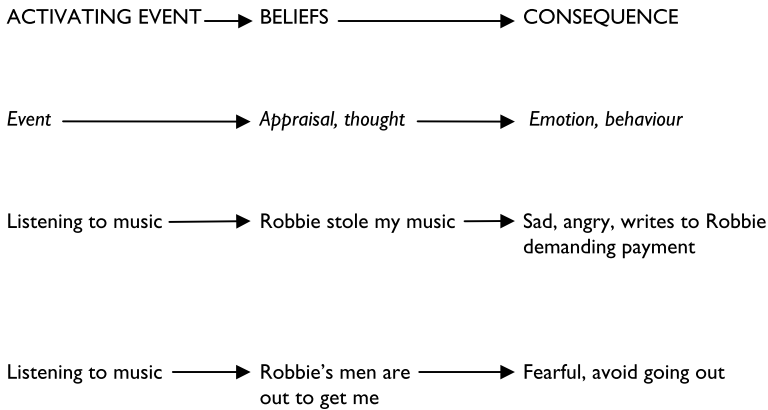 ACTIVATING EVENT BELIEFS CONSEQUENCE
Event Appraisal, thought Emotion, behaviour
Listening to music Robbie stole my music Sad, angry, writes to Robbie
demanding payment
Listening to music Robbie’s men are Fearful, avoid going out
out to get me